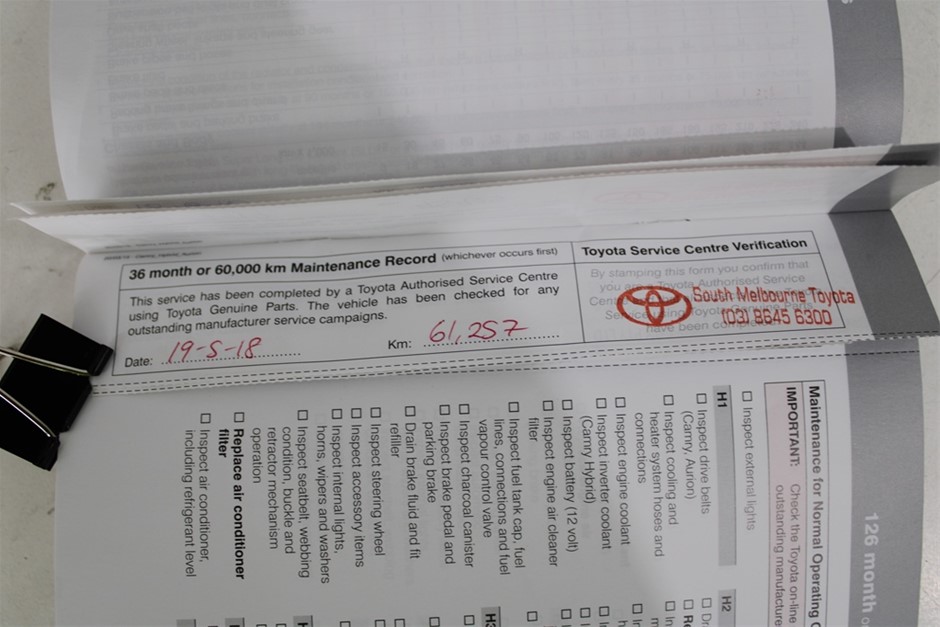 36 month or 60,000 km Maintenance Record (whichever occurs first)
This service has been completed by a Toyota Authorised Service Centre
using Toyota Genuine Parts. The vehicle has been checked for any
outstanding manufacturer service campaigns.
Date: 19-5-18 Km: 61,257
Toyota Service Centre Verification
By stamping this form you confirm that
South Melbourne Toyota
(03) 8645 6300
126 month
Maintenance for Normal Operating
IMPORTANT: Check the Toyota on-line
outstanding manufacture
☐ Inspect external lights
H1
☐ Inspect drive belts
(Camry, Aurion)
☐ Inspect cooling and
heater system hoses and
connections
☐ Inspect engine coolant
☐ Inspect inverter coolant
(Camry Hybrid)
☐ Inspect battery (12 volt)
☐ Inspect engine air cleaner
filter
☐ Inspect fuel tank cap, fuel
lines, connections and fuel
vapour control valve
☐ Inspect charcoal canister
☐ Inspect brake pedal and
parking brake
☐ Drain brake fluid and fit
refiller
☐ Inspect steering wheel
☐ Inspect accessory items
☐ Inspect internal lights,
horns, wipers and washers
☐ Inspect seatbelt, webbing
condition, buckle and
retractor mechanism
operation
☐ Replace air conditioner
filter
☐ Inspect air conditioner,
including refrigerant level
H2